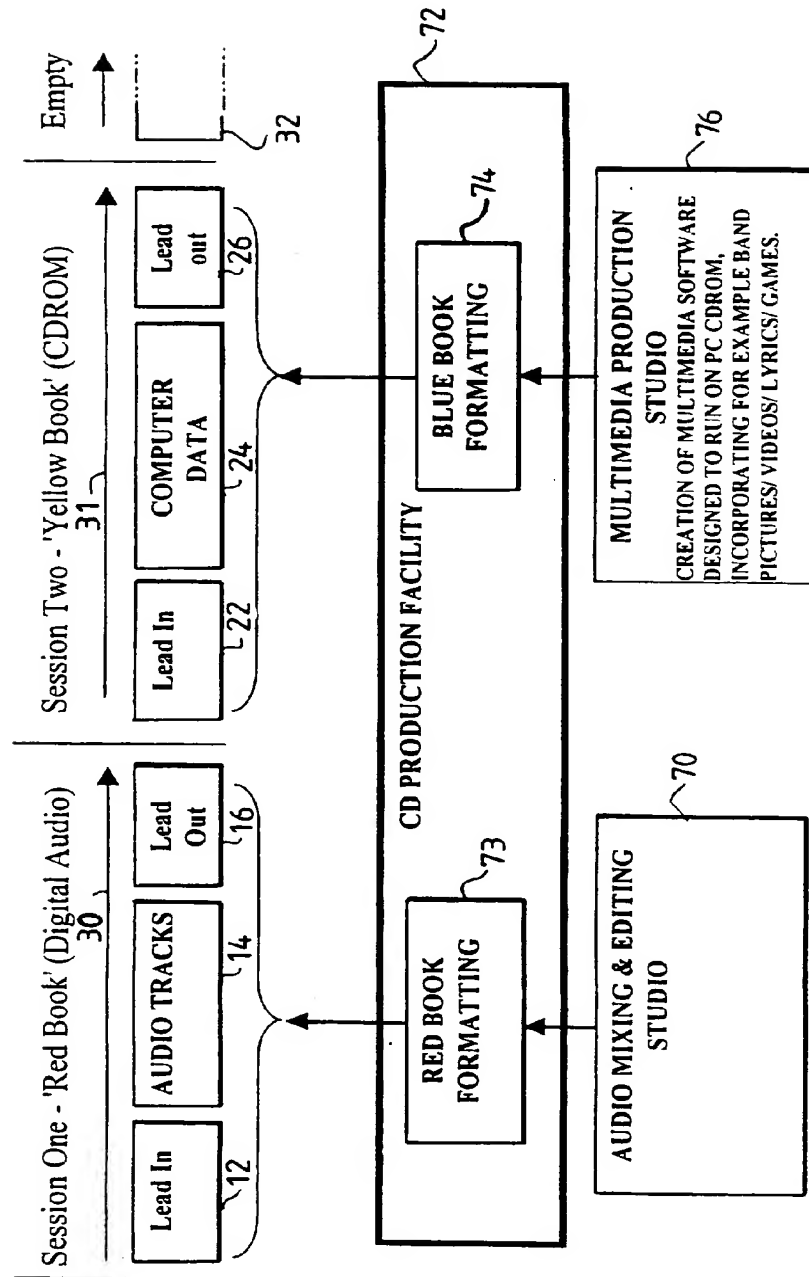 Session One - 'Red Book' (Digital Audio)
30
Lead In
12
AUDIO TRACKS
14
Lead
Out
16
Session Two - 'Yellow Book' (CDROM)
31
Lead In
22
COMPUTER
DATA
24
Lead
out
26
Empty
32
72
CD PRODUCTION FACILITY
73
RED BOOK
FORMATTING
74
BLUE BOOK
FORMATTING
70
AUDIO MIXING & EDITING
STUDIO
76
MULTIMEDIA PRODUCTION
STUDIO
CREATION OF MULTIMEDIA SOFTWARE
DESIGNED TO RUN ON PC CDROM,
INCORPORATING FOR EXAMPLE BAND
PICTURES/ VIDEOS/ LYRICS/ GAMES.